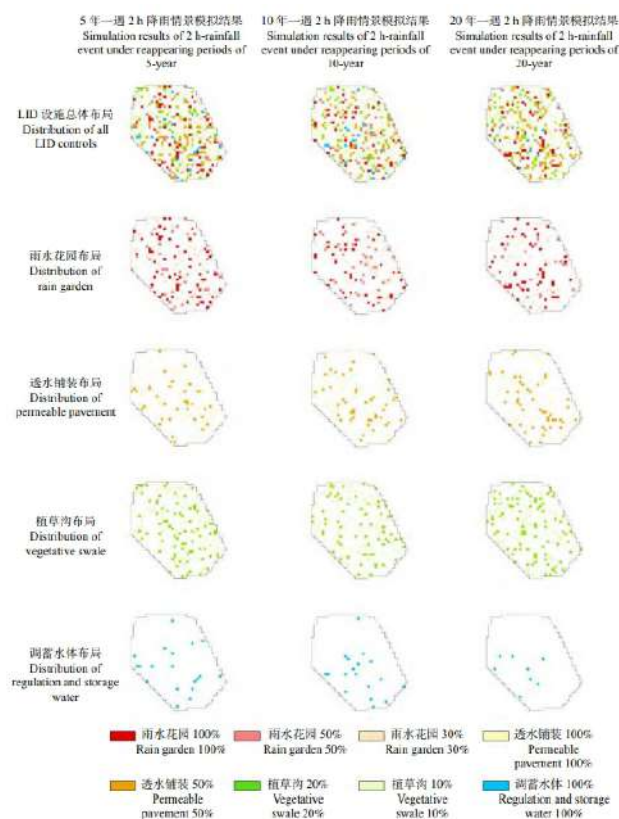 5 年一遇 2 h 降雨情景模拟结果
Simulation results of 2 h-rainfall
event under reappearing periods of
5-year
10 年一遇 2 h 降雨情景模拟结果
Simulation results of 2 h-rainfall
event under reappearing periods of
10-year
20 年一遇 2 h 降雨情景模拟结果
Simulation results of 2 h-rainfall
event under reappearing periods of
20-year
LID 设施总体布局
Distribution of all
LID controls
雨水花园布局
Distribution of
rain garden
透水铺装布局
Distribution of
permeable pavement
植草沟布局
Distribution of
vegetative swale
调蓄水体布局
Distribution of
regulation and storage
water
雨水花园 100%
Rain garden 100%
雨水花园 50%
Rain garden 50%
雨水花园 30%
Rain garden 30%
透水铺装 100%
Permeable
pavement 100%
透水铺装 50%
Permeable
pavement 50%
植草沟 20%
Vegetative
swale 20%
植草沟 10%
Vegetative
swale 10%
调蓄水体 100%
Regulation and storage
water 100%